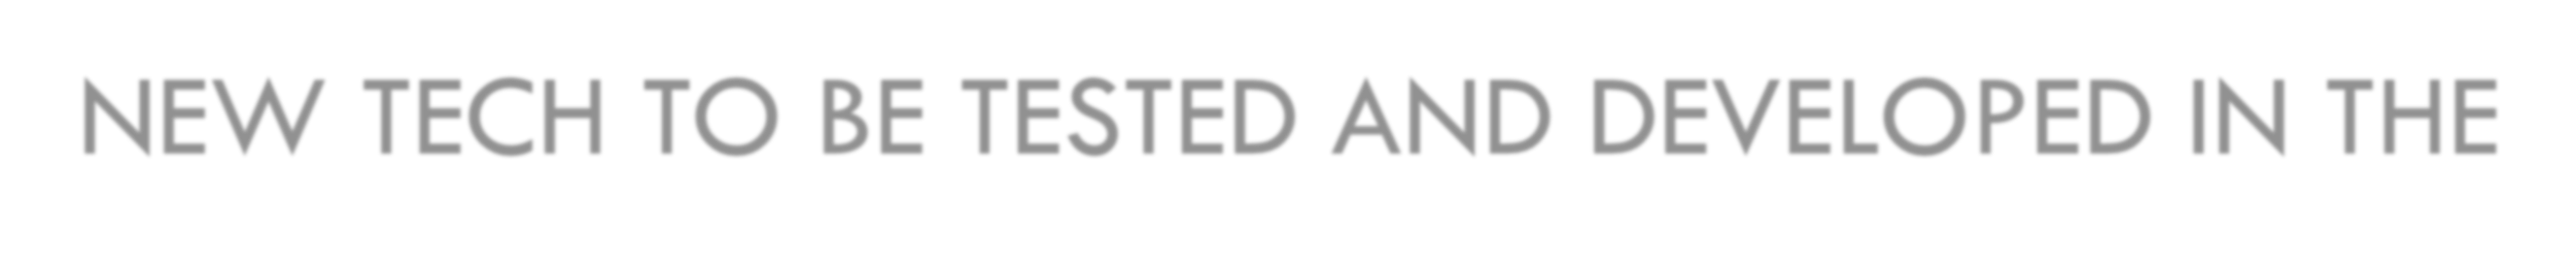 NEW TECH TO BE TESTED AND DEVELOPED IN THE